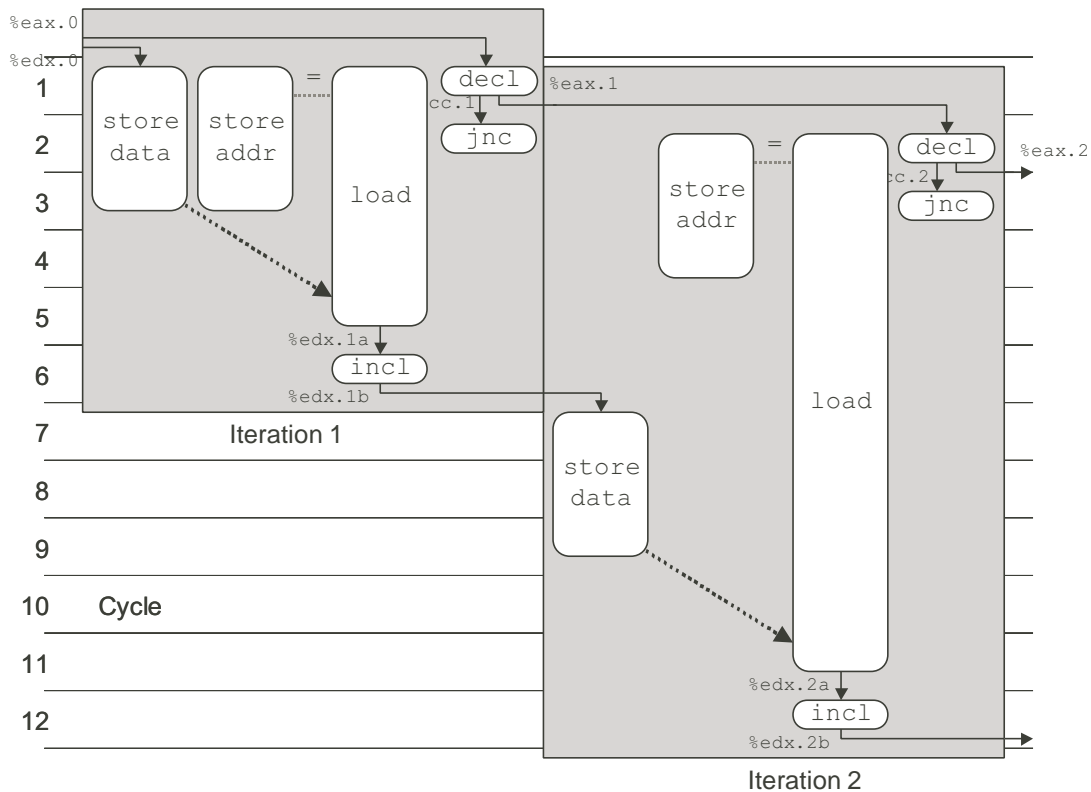 %eax.0
%edx.0
1
2
3
4
5
6
7
8
9
10
11
12
Cycle
store
data
store
addr
=
load
decl
cc.1
jnc
%eax.1
%edx.1a
incl
%edx.1b
Iteration 1
store
addr
=
load
decl
cc.2
jnc
%eax.2
store
data
%edx.2a
incl
%edx.2b
Iteration 2